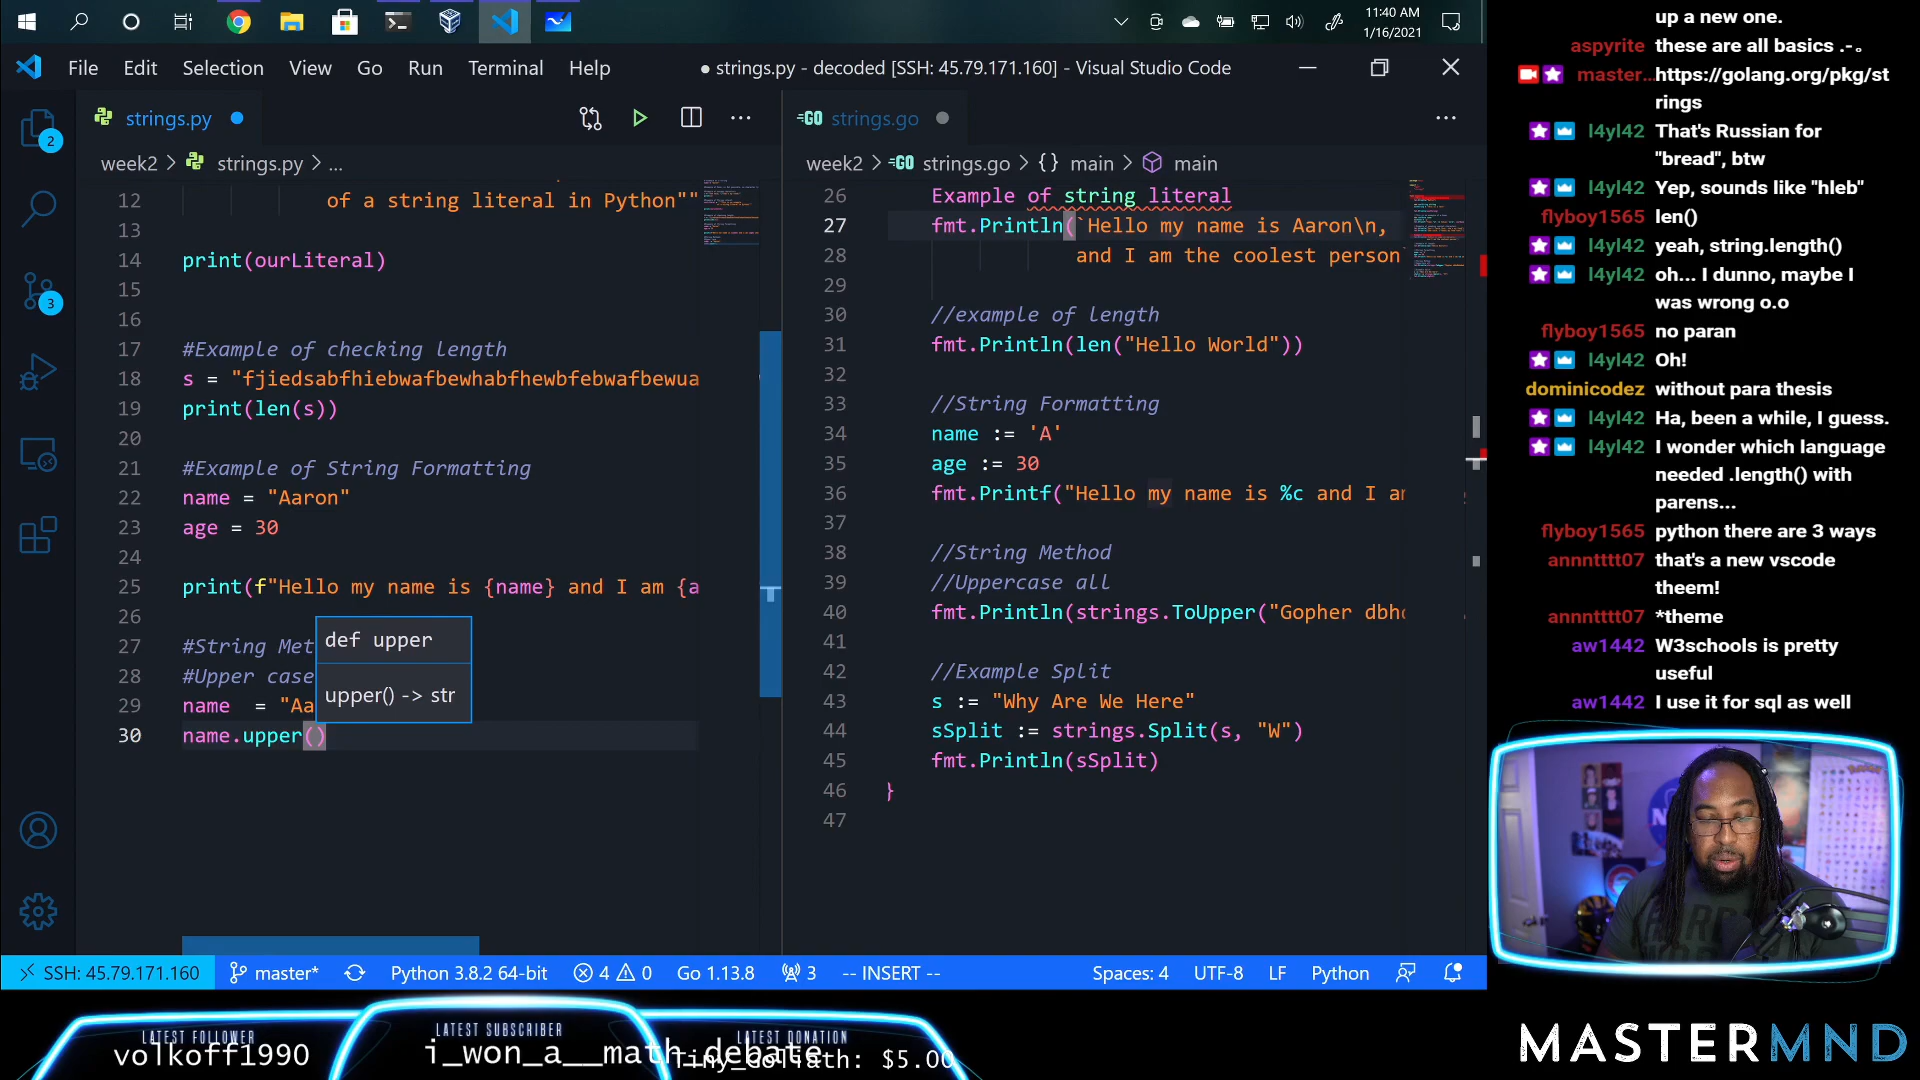 11:40 AM
1/16/2021
File Edit Selection View Go Run Terminal Help
● strings.py - decoded [SSH: 45.79.171.160] - Visual Studio Code
strings.py
week2 > strings.py > ...
12 of a string literal in Python""
13
14 print(ourLiteral)
15
16
17 #Example of checking length
18 s = "fjiedsabfhiebwafbewhabfhewbfebwafbewua
19 print(len(s))
20
21 #Example of String Formatting
22 name = "Aaron"
23 age = 30
24
25 print(f"Hello my name is {name} and I am {a
26
27 #String Met
28 #Upper case
29 name = "Aa
30 name.upper()
def upper
upper() -> str
GO strings.go
week2 > GO strings.go > {} main > main
26 Example of string literal
27 fmt.Println(`Hello my name is Aaron\n,
28 and I am the coolest person`
29
30 //example of length
31 fmt.Println(len("Hello World"))
32
33 //String Formatting
34 name := 'A'
35 age := 30
36 fmt.Printf("Hello my name is %c and I am
37
38 //String Method
39 //Uppercase all
40 fmt.Println(strings.ToUpper("Gopher dbh
41
42 //Example Split
43 s := "Why Are We Here"
44 sSplit := strings.Split(s, "W")
45 fmt.Println(sSplit)
46 }
47
2
3
SSH: 45.79.171.160 master* Python 3.8.2 64-bit 4 0 Go 1.13.8 3 -- INSERT -- Spaces: 4 UTF-8 LF Python
up a new one.
aspyrite these are all basics .-。
master... https://golang.org/pkg/st
rings
l4yl42 That's Russian for
"bread", btw
l4yl42 Yep, sounds like "hleb"
flyboy1565 len()
l4yl42 yeah, string.length()
l4yl42 oh... I dunno, maybe I
was wrong o.o
flyboy1565 no paran
l4yl42 Oh!
dominicodez without para thesis
l4yl42 Ha, been a while, I guess.
l4yl42 I wonder which language
needed .length() with
parens...
flyboy1565 python there are 3 ways
annntttt07 that's a new vscode
theem!
annntttt07 *theme
aw1442 W3schools is pretty
useful
aw1442 I use it for sql as well
LATEST FOLLOWER
volkoff1990
LATEST SUBSCRIBER
i_won_a__math_debate
LATEST DONATION
Tiny_Goliath: $5.00
MASTERMND